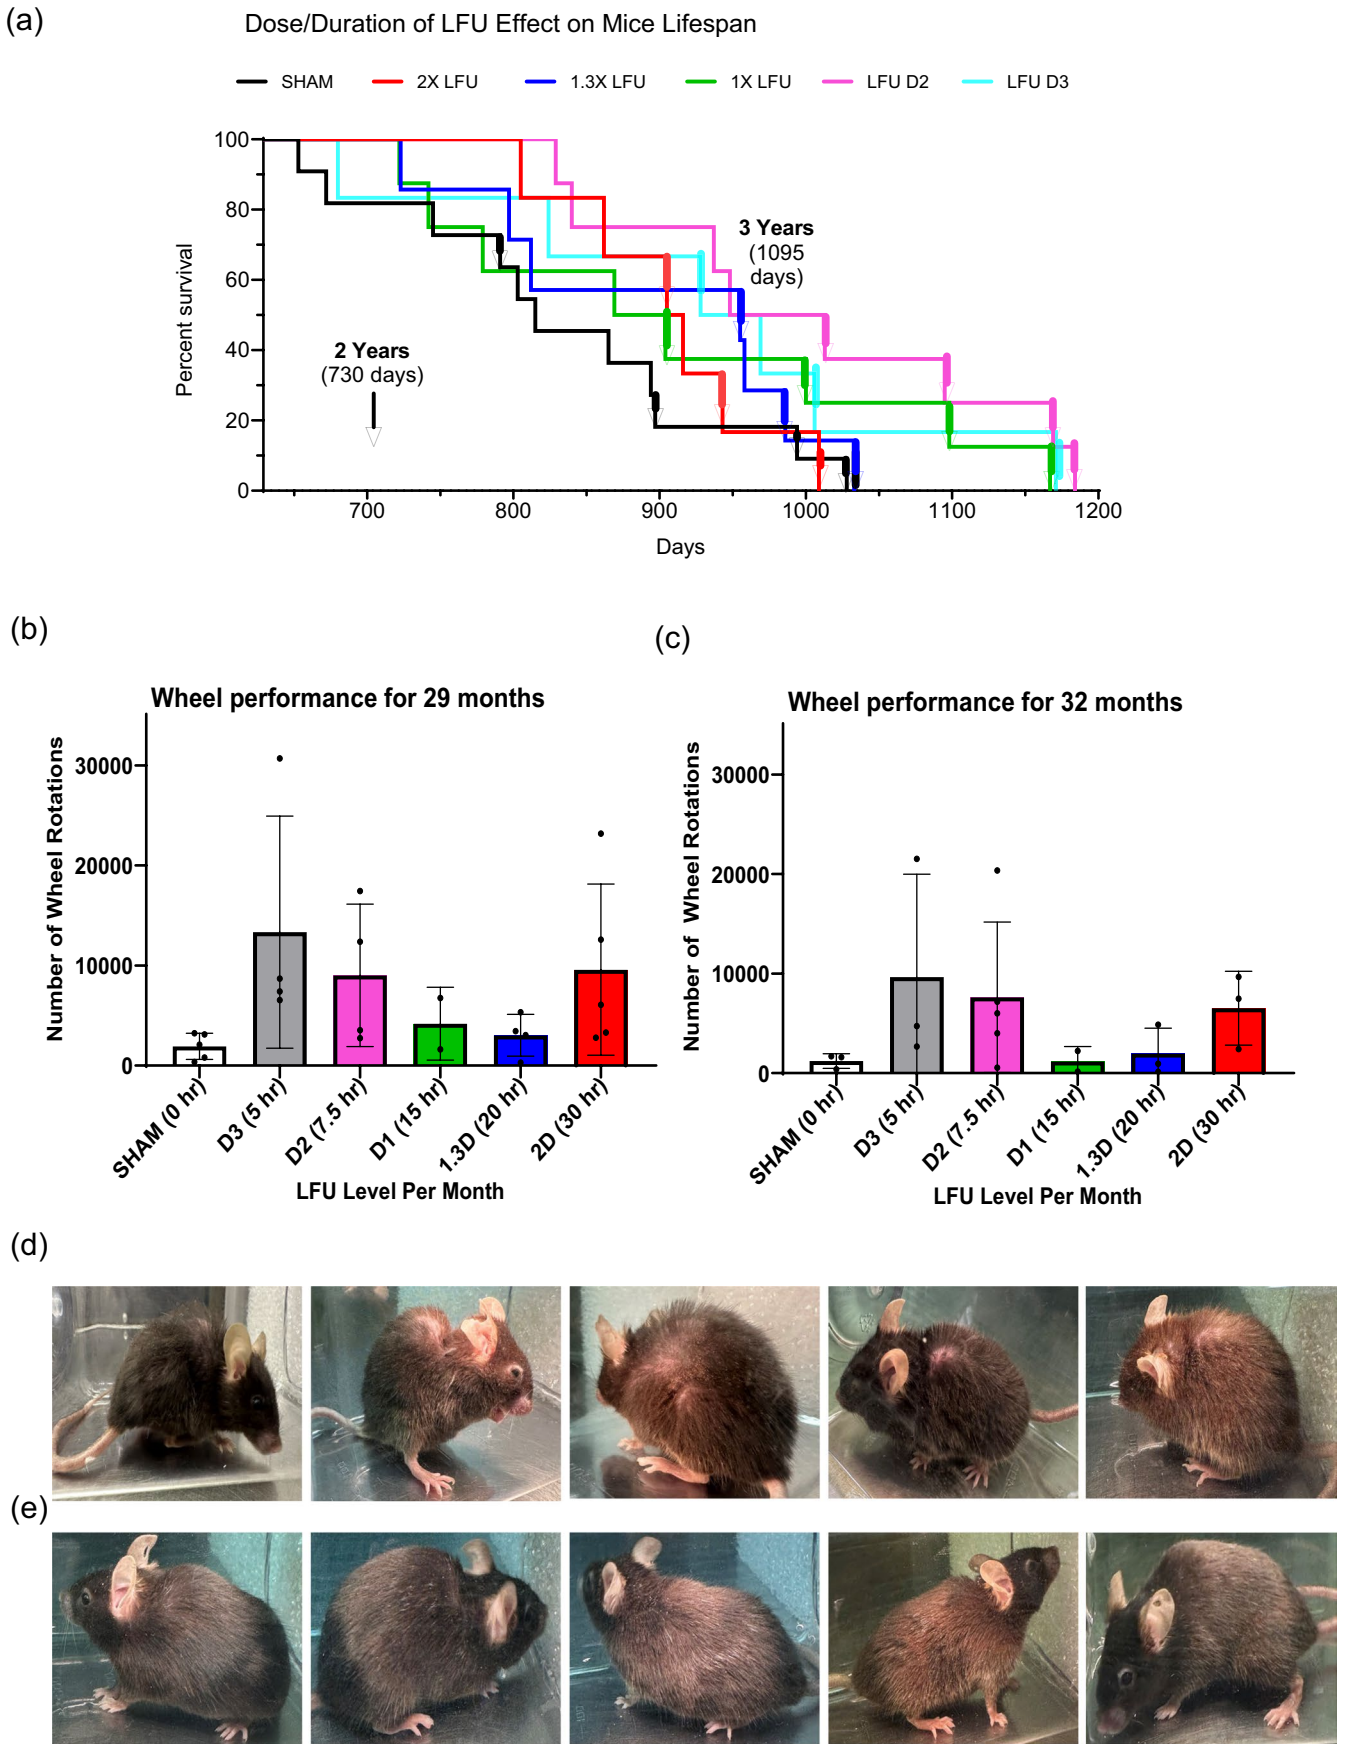 (a)
Dose/Duration of LFU Effect on Mice Lifespan
SHAM 2X LFU 1.3X LFU 1X LFU LFU D2 LFU D3
100
80
60
40
20
0
Percent survival
2 Years
(730 days)
3 Years
(1095
days)
700 800 900 1000 1100 1200
Days
(b)
Wheel performance for 29 months
Number of Wheel Rotations
30000
20000
10000
0
SHAM (0 hr)
D3 (5 hr)
D2 (7.5 hr)
D1 (15 hr)
1.3D (20 hr)
2D (30 hr)
LFU Level Per Month
(c)
Wheel performance for 32 months
Number of Wheel Rotations
30000
20000
10000
0
SHAM (0 hr)
D3 (5 hr)
D2 (7.5 hr)
D1 (15 hr)
1.3D (20 hr)
2D (30 hr)
LFU Level Per Month
(d)
(e)